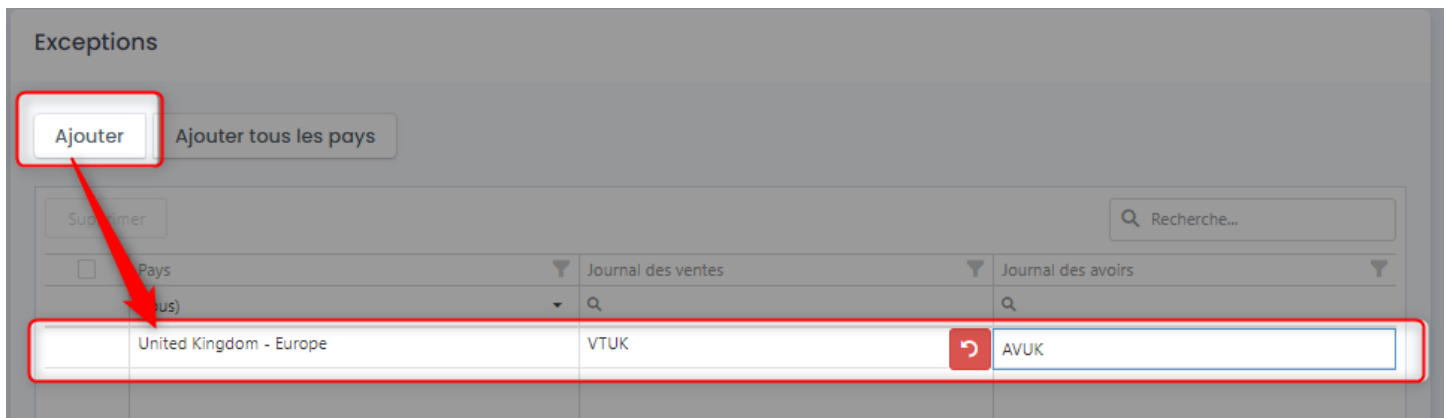 Exceptions
Ajouter Ajouter tous les pays
Recherche...
Pays Journal des ventes Journal des avoirs
United Kingdom - Europe VTUK AVUK